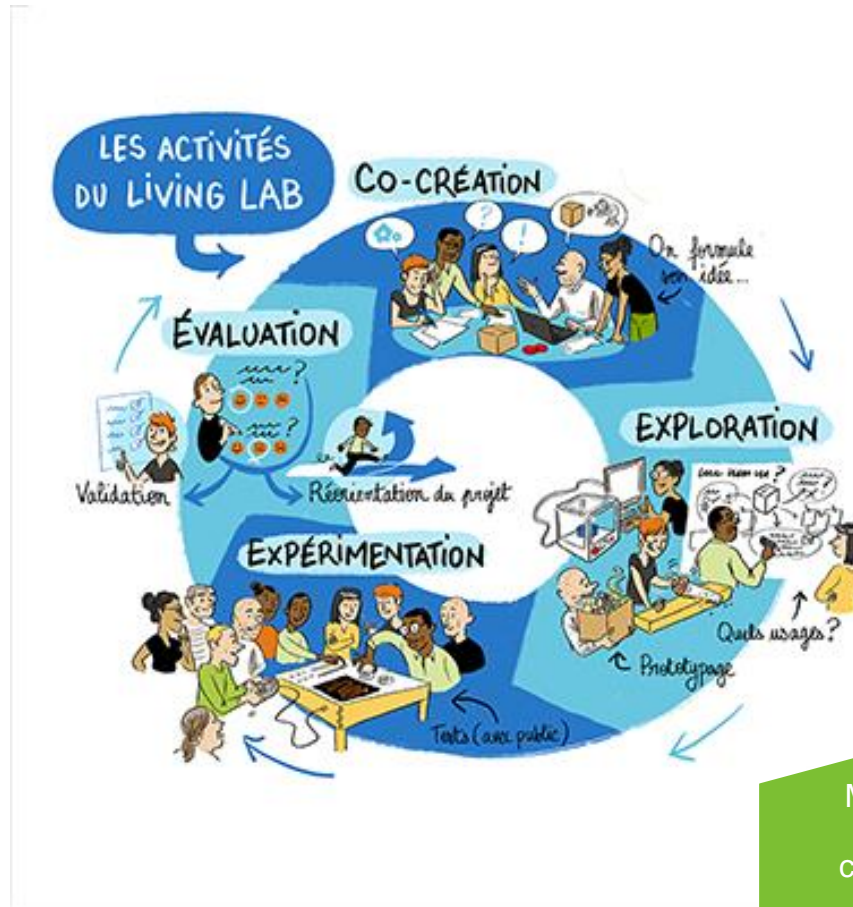 LES ACTIVITÉS
DU LIVING LAB
CO-CRÉATION
?
!
On formule
son idée...
ÉVALUATION
?
?
Validation
Réorientation du projet
EXPLORATION
?
Quels usages ?
Prototypage
EXPÉRIMENTATION
Tests (avec public)